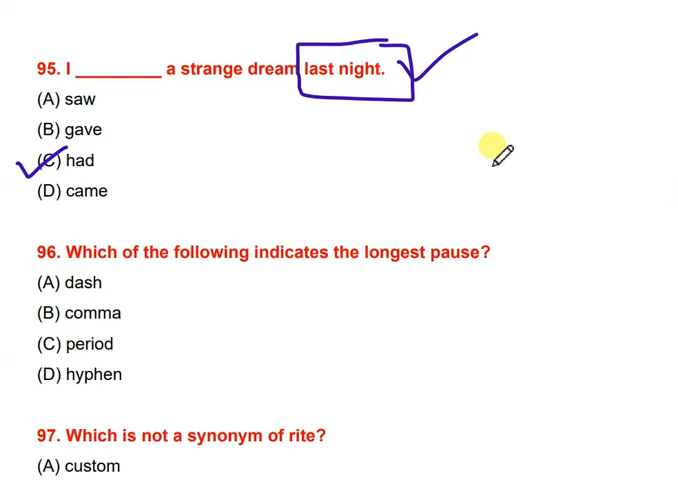 95. I _________ a strange dream last night.
(A) saw
(B) gave
(C) had
(D) came
96. Which of the following indicates the longest pause?
(A) dash
(B) comma
(C) period
(D) hyphen
97. Which is not a synonym of rite?
(A) custom